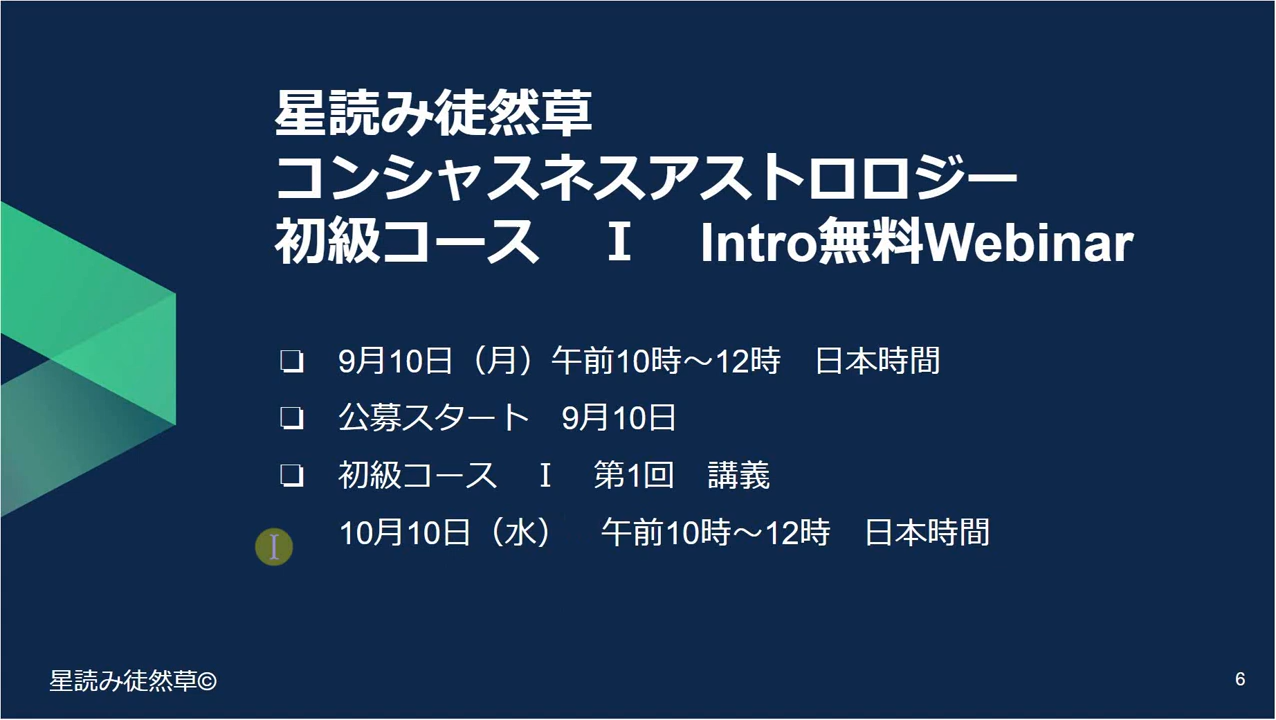 星読み徒然草
コンシャスネスアストロロジー
初級コース　Ｉ　Intro無料Webinar
❏ 9月10日（月）午前10時～12時　日本時間
❏ 公募スタート　9月10日
❏ 初級コース　Ｉ　第1回　講義
10月10日（水）　午前10時～12時　日本時間
星読み徒然草©
6